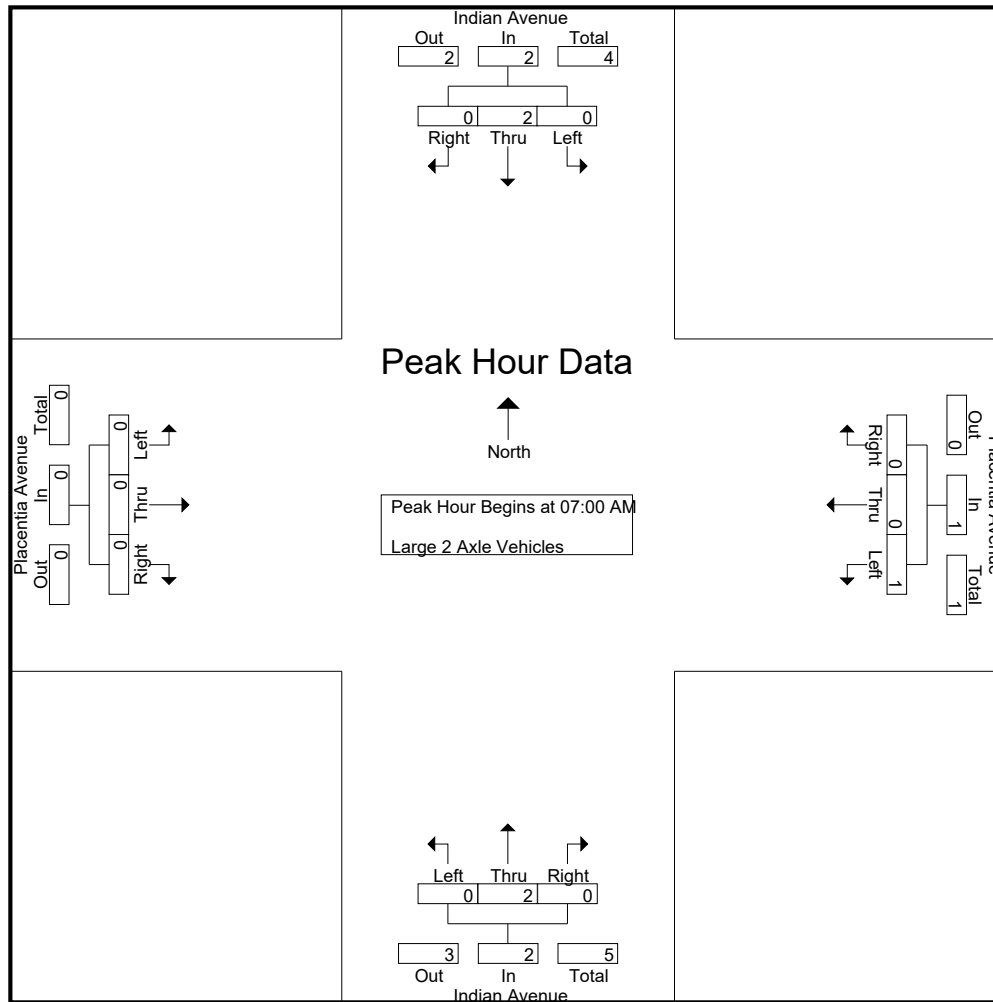 Indian Avenue
Out In Total
2 2 4
0 2 0
Right Thru Left
Peak Hour Data
North
Peak Hour Begins at 07:00 AM
Large 2 Axle Vehicles
Placentia Avenue
Total In Out
0 0 0
0 0 0
Left Thru Right
Right Thru Left
0 0 1
0 1 1
Out In Total
Placentia Avenue
Left Thru Right
0 2 0
3 2 5
Out In Total
Indian Avenue